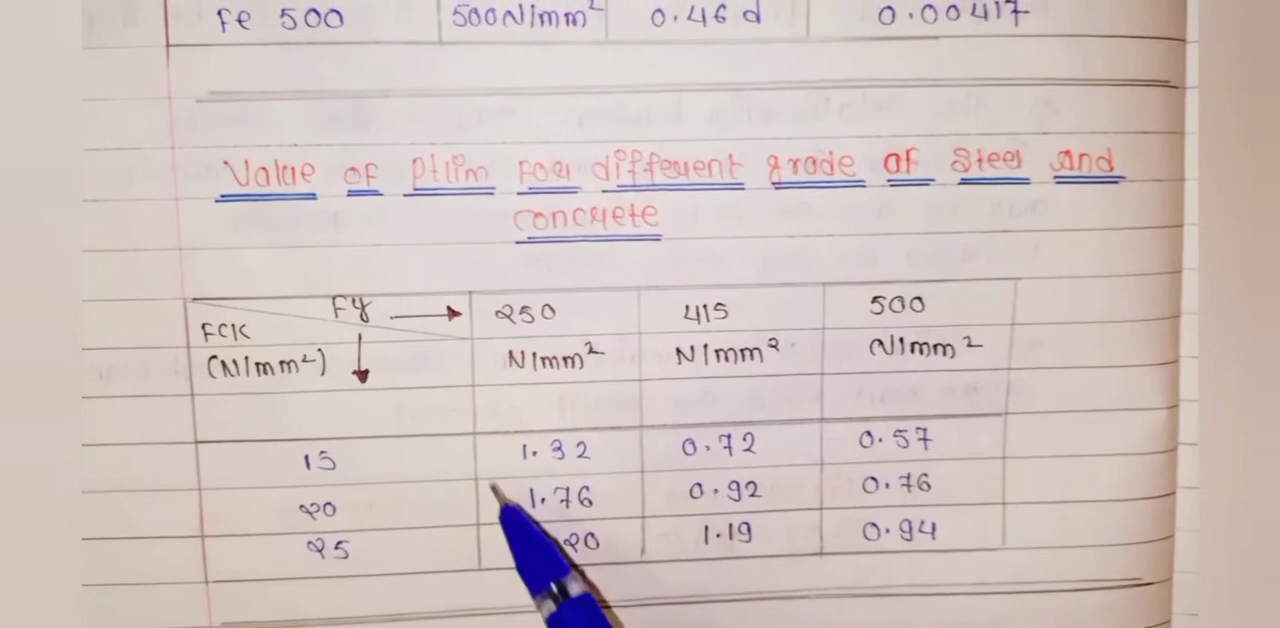 Fe 500 500N/mm² 0.46 d 0.00417
Value of Ptlim For different grade of Steel and
concrete
Fy 250 415 500
FCK
(N/mm²) N/mm² N/mm² N/mm²
15 1.32 0.72 0.57
20 1.76 0.92 0.76
25 20 1.19 0.94